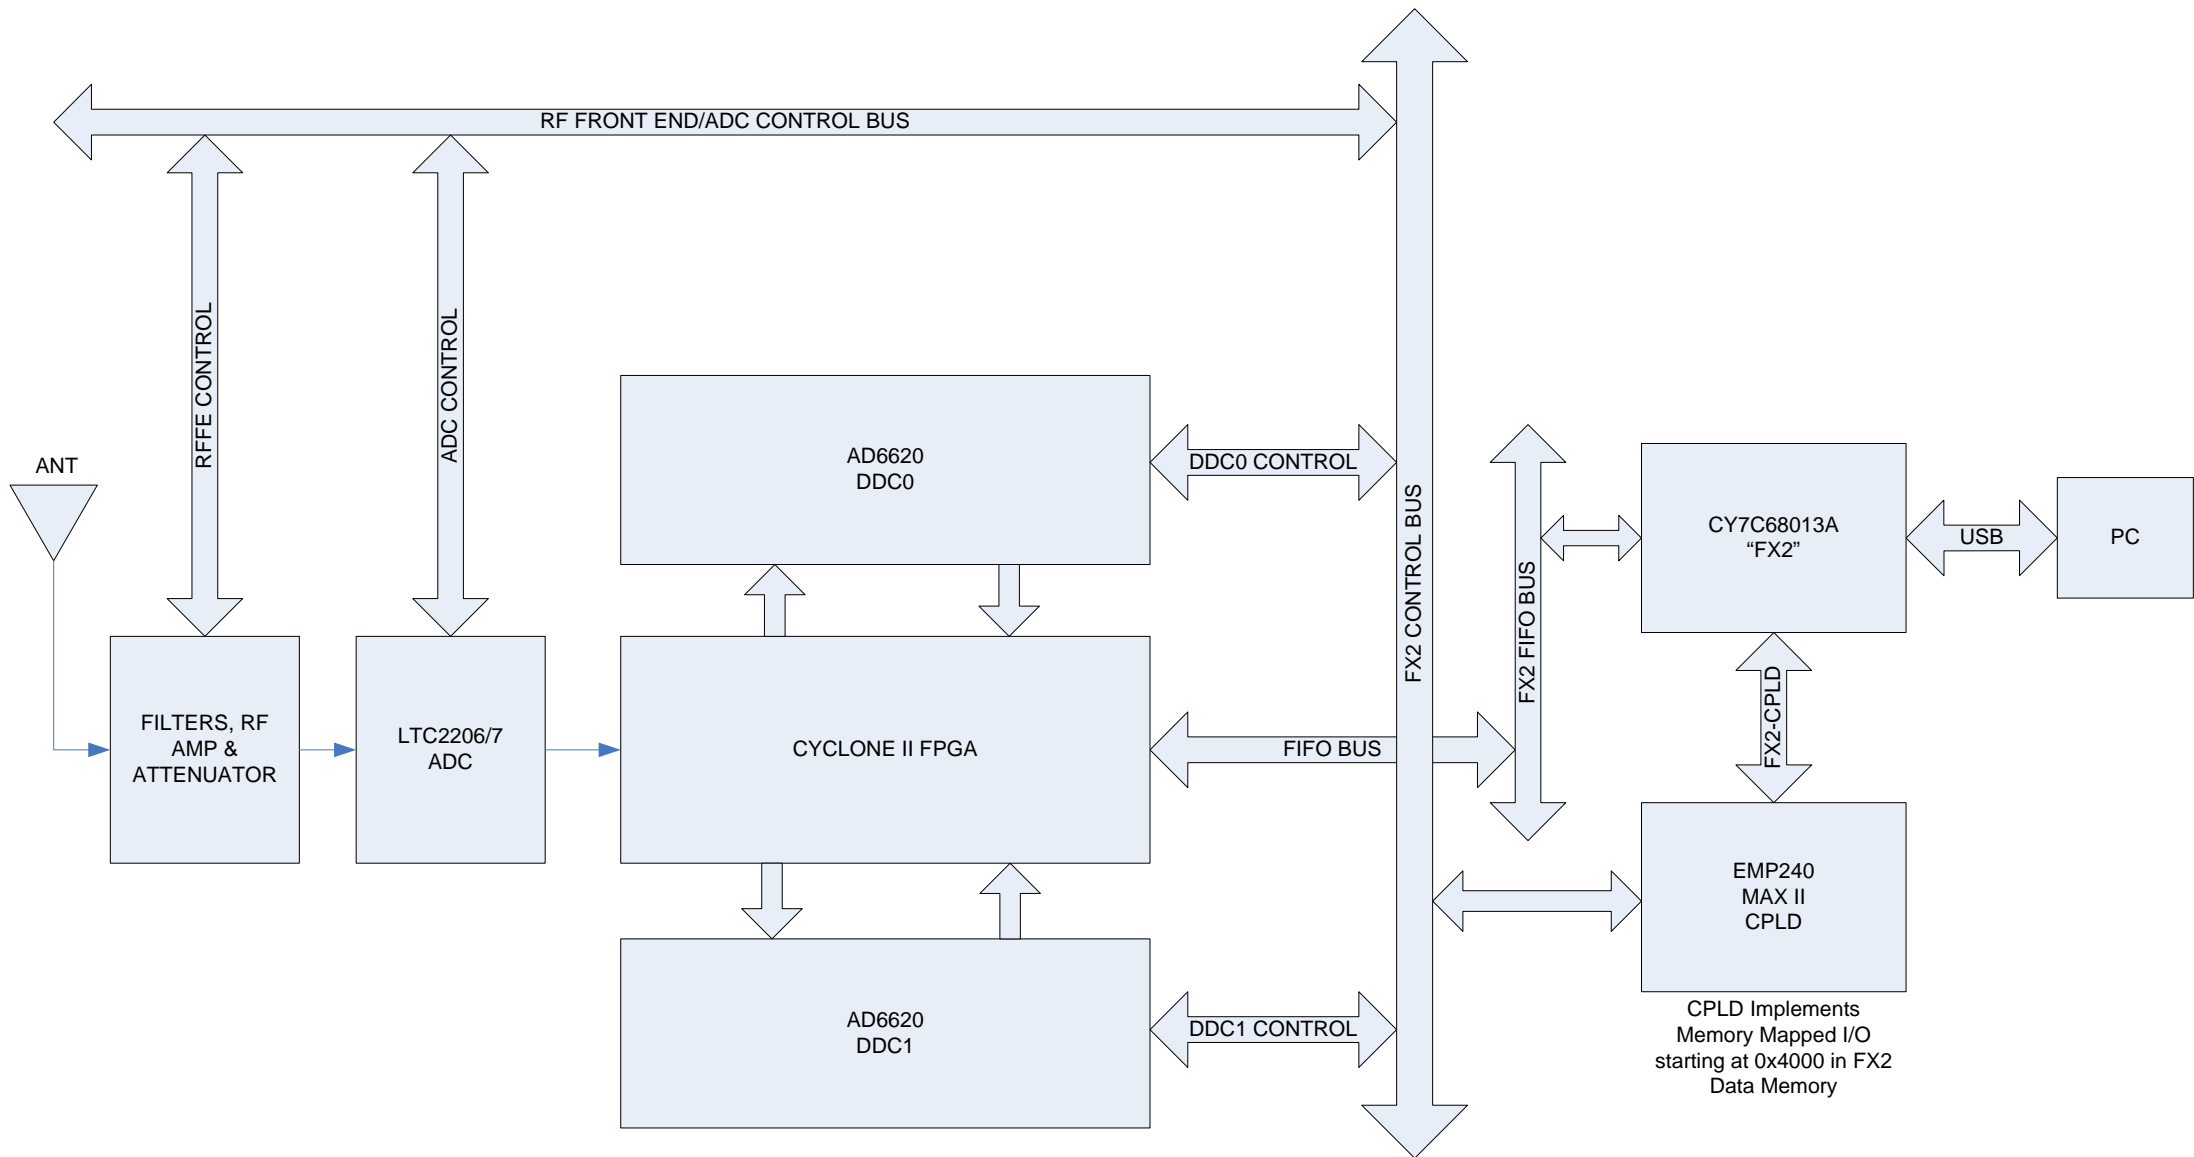 RF FRONT END/ADC CONTROL BUS
RFFE CONTROL
ADC CONTROL
ANT
AD6620
DDC0
DDC0 CONTROL
FX2 CONTROL BUS
FX2 FIFO BUS
CY7C68013A
“FX2”
USB
PC
FX2-CPLD
FILTERS, RF
AMP &
ATTENUATOR
LTC2206/7
ADC
CYCLONE II FPGA
FIFO BUS
EMP240
MAX II
CPLD
CPLD Implements
Memory Mapped I/O
starting at 0x4000 in FX2
Data Memory
AD6620
DDC1
DDC1 CONTROL